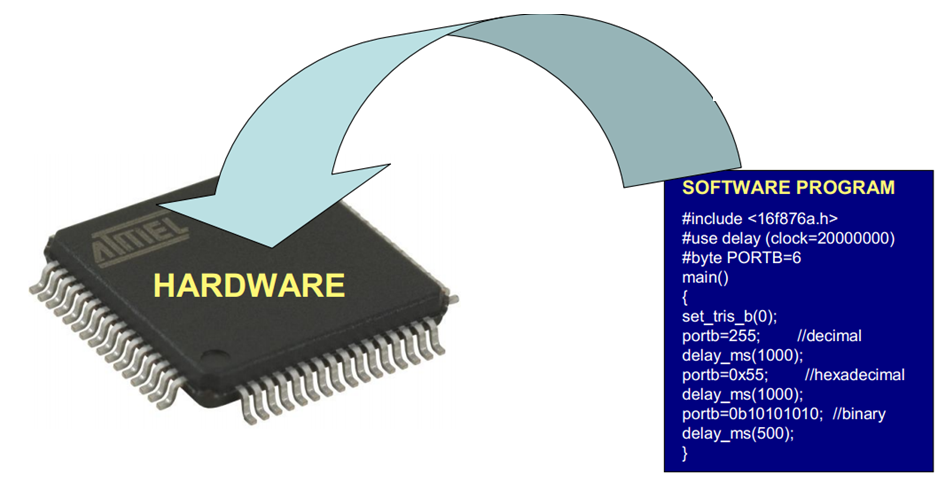 ATMEL
HARDWARE
SOFTWARE PROGRAM
#include <16f876a.h>
#use delay (clock=20000000)
#byte PORTB=6
main()
{
set_tris_b(0);
portb=255; //decimal
delay_ms(1000);
portb=0x55; //hexadecimal
delay_ms(1000);
portb=0b10101010; //binary
delay_ms(500);
}